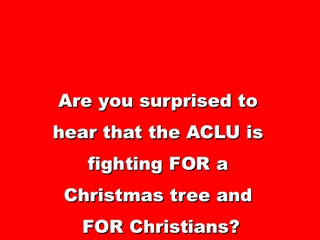 Are you surprised to
hear that the ACLU is
fighting FOR a
Christmas tree and
FOR Christians?